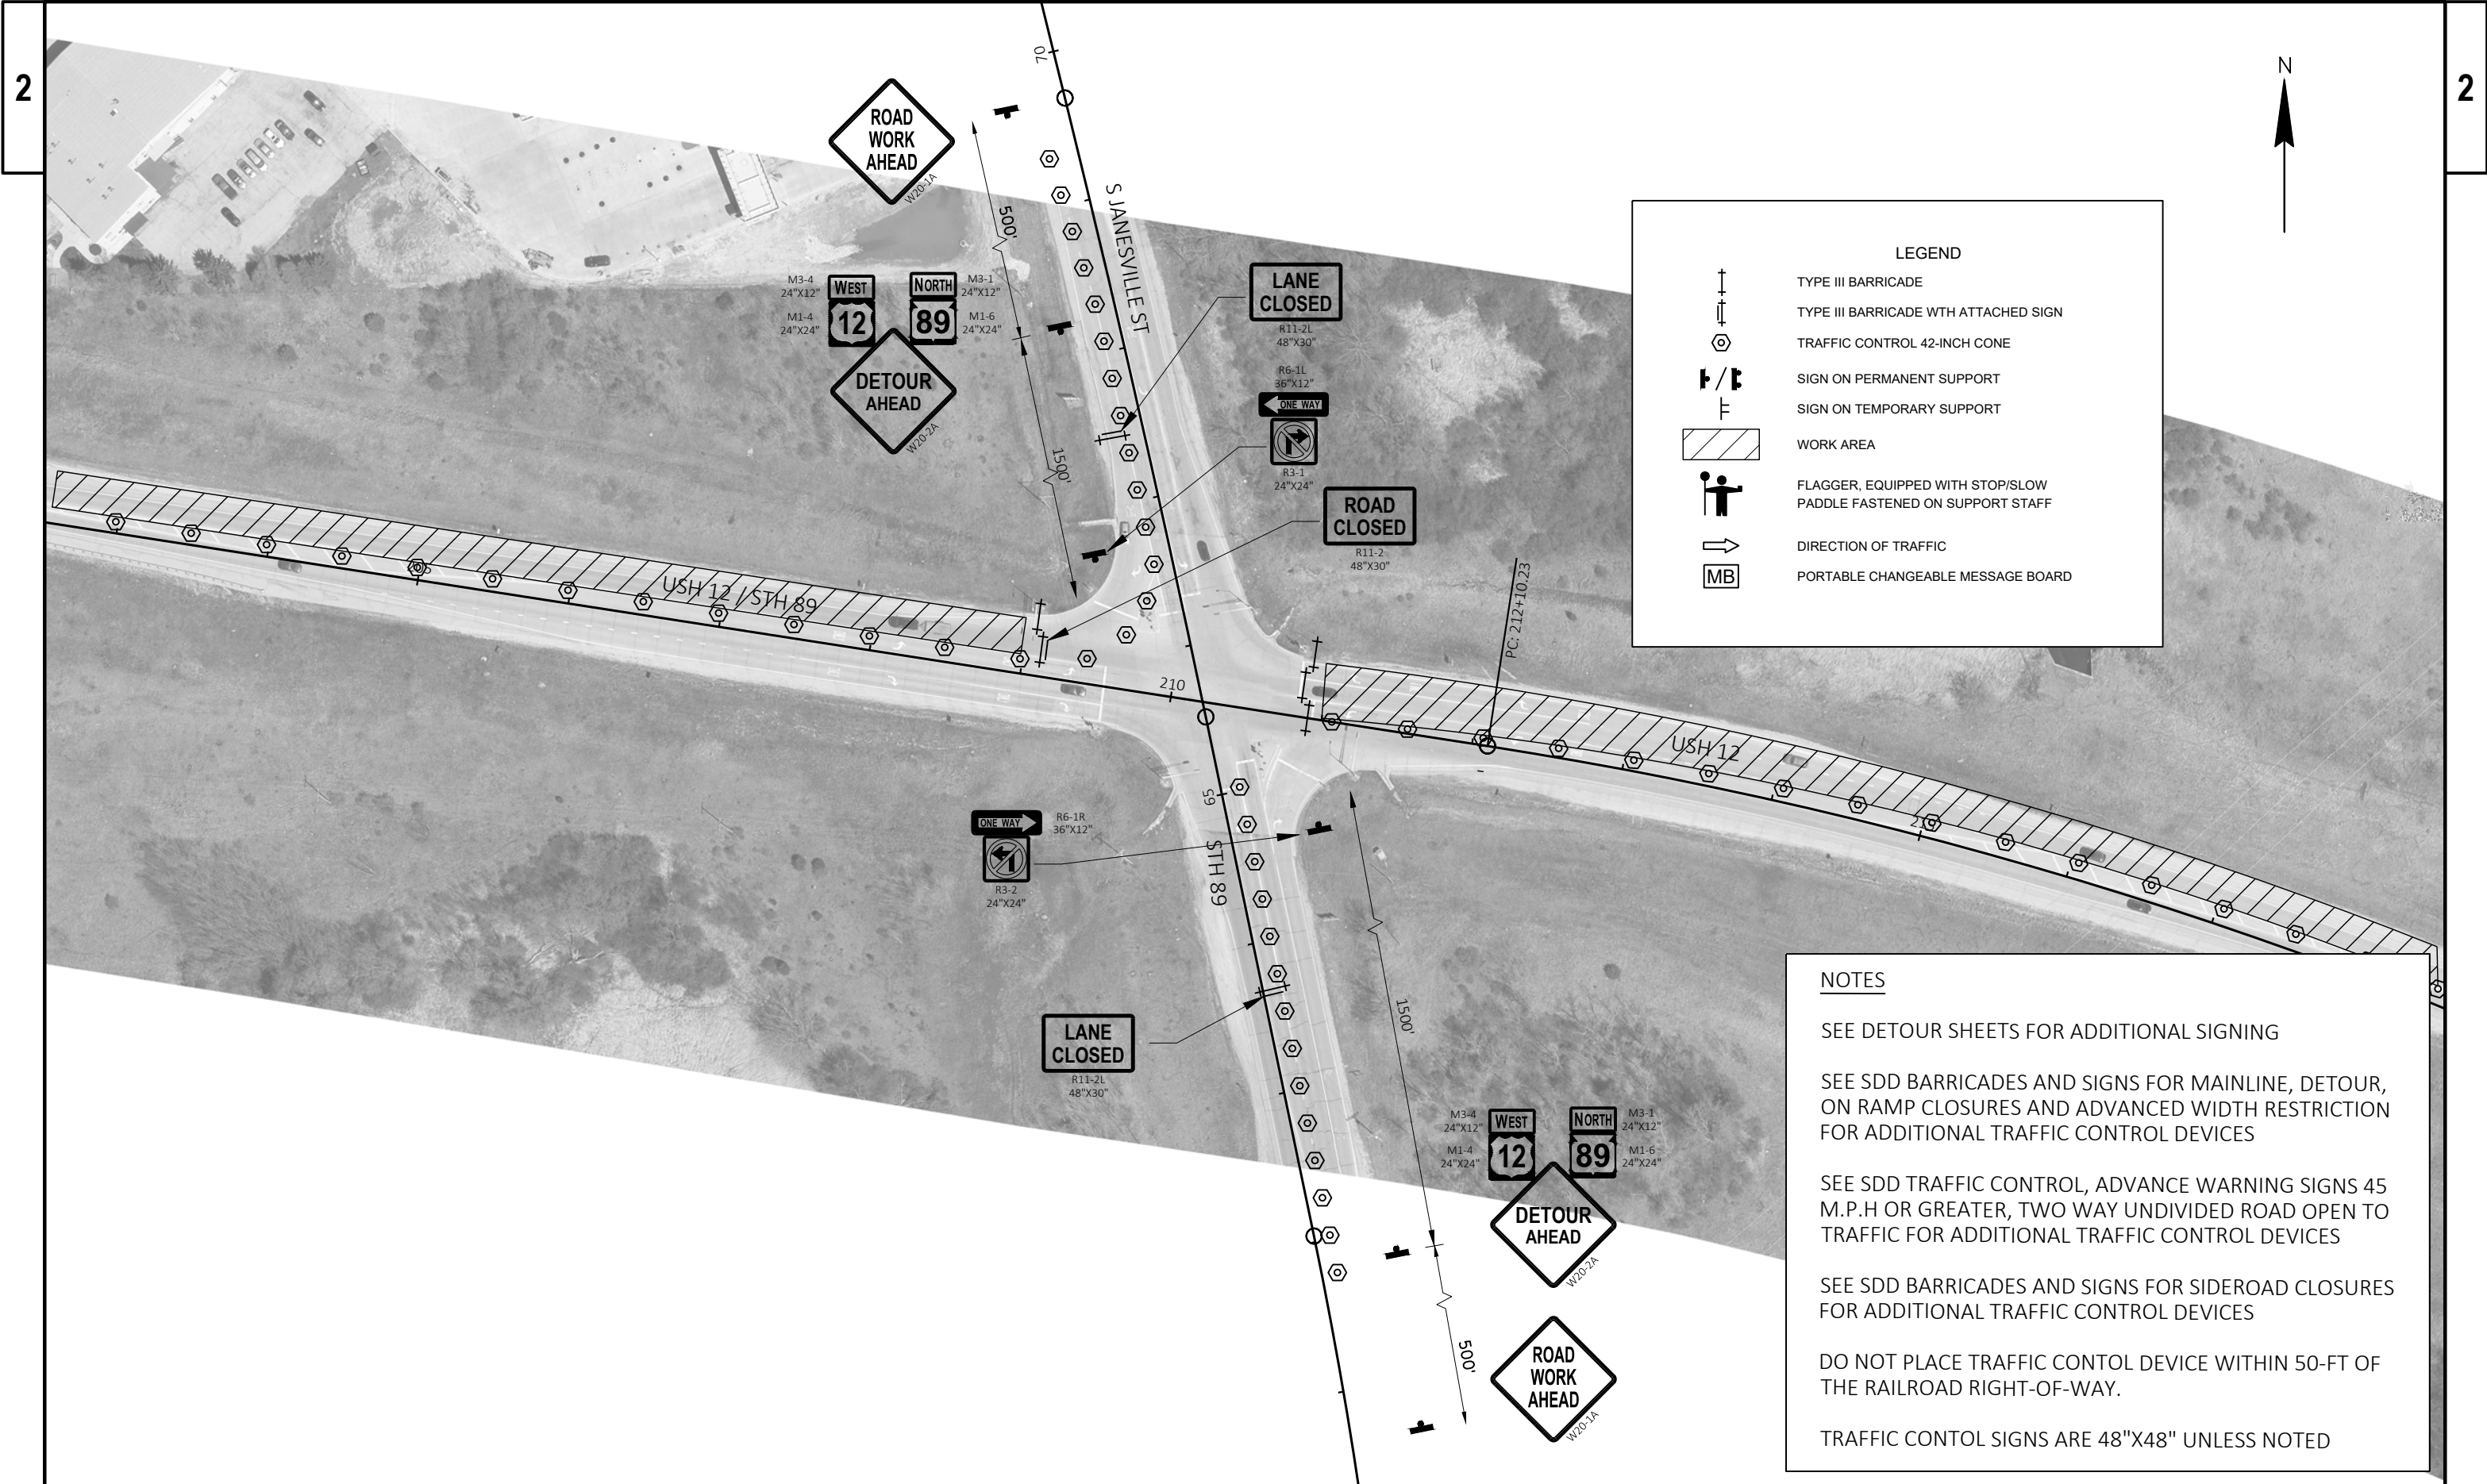 2
2
N
70
ROAD
WORK
AHEAD
W20-1A
500'
S JANESVILLE ST
M3-4
24"X12"
WEST
NORTH
M3-1
24"X12"
M1-4
24"X24"
12
89
M1-6
24"X24"
DETOUR
AHEAD
W20-2A
1500'
LANE
CLOSED
R11-2L
48"X30"
R6-1L
36"X12"
ONE WAY
R3-1
24"X24"
ROAD
CLOSED
R11-2
48"X30"
LEGEND
TYPE III BARRICADE
TYPE III BARRICADE WTH ATTACHED SIGN
TRAFFIC CONTROL 42-INCH CONE
SIGN ON PERMANENT SUPPORT
SIGN ON TEMPORARY SUPPORT
WORK AREA
FLAGGER, EQUIPPED WITH STOP/SLOW
PADDLE FASTENED ON SUPPORT STAFF
DIRECTION OF TRAFFIC
MB
PORTABLE CHANGEABLE MESSAGE BOARD
USH 12 / STH 89
PC: 212+10.23
210
USH 12
65
STH 89
ONE WAY
R6-1R
36"X12"
R3-2
24"X24"
LANE
CLOSED
R11-2L
48"X30"
1500'
M3-4
24"X12"
WEST
NORTH
M3-1
24"X12"
M1-4
24"X24"
12
89
M1-6
24"X24"
DETOUR
AHEAD
W20-2A
500'
ROAD
WORK
AHEAD
W20-1A
NOTES
SEE DETOUR SHEETS FOR ADDITIONAL SIGNING
SEE SDD BARRICADES AND SIGNS FOR MAINLINE, DETOUR,
ON RAMP CLOSURES AND ADVANCED WIDTH RESTRICTION
FOR ADDITIONAL TRAFFIC CONTROL DEVICES
SEE SDD TRAFFIC CONTROL, ADVANCE WARNING SIGNS 45
M.P.H OR GREATER, TWO WAY UNDIVIDED ROAD OPEN TO
TRAFFIC FOR ADDITIONAL TRAFFIC CONTROL DEVICES
SEE SDD BARRICADES AND SIGNS FOR SIDEROAD CLOSURES
FOR ADDITIONAL TRAFFIC CONTROL DEVICES
DO NOT PLACE TRAFFIC CONTOL DEVICE WITHIN 50-FT OF
THE RAILROAD RIGHT-OF-WAY.
TRAFFIC CONTOL SIGNS ARE 48"X48" UNLESS NOTED